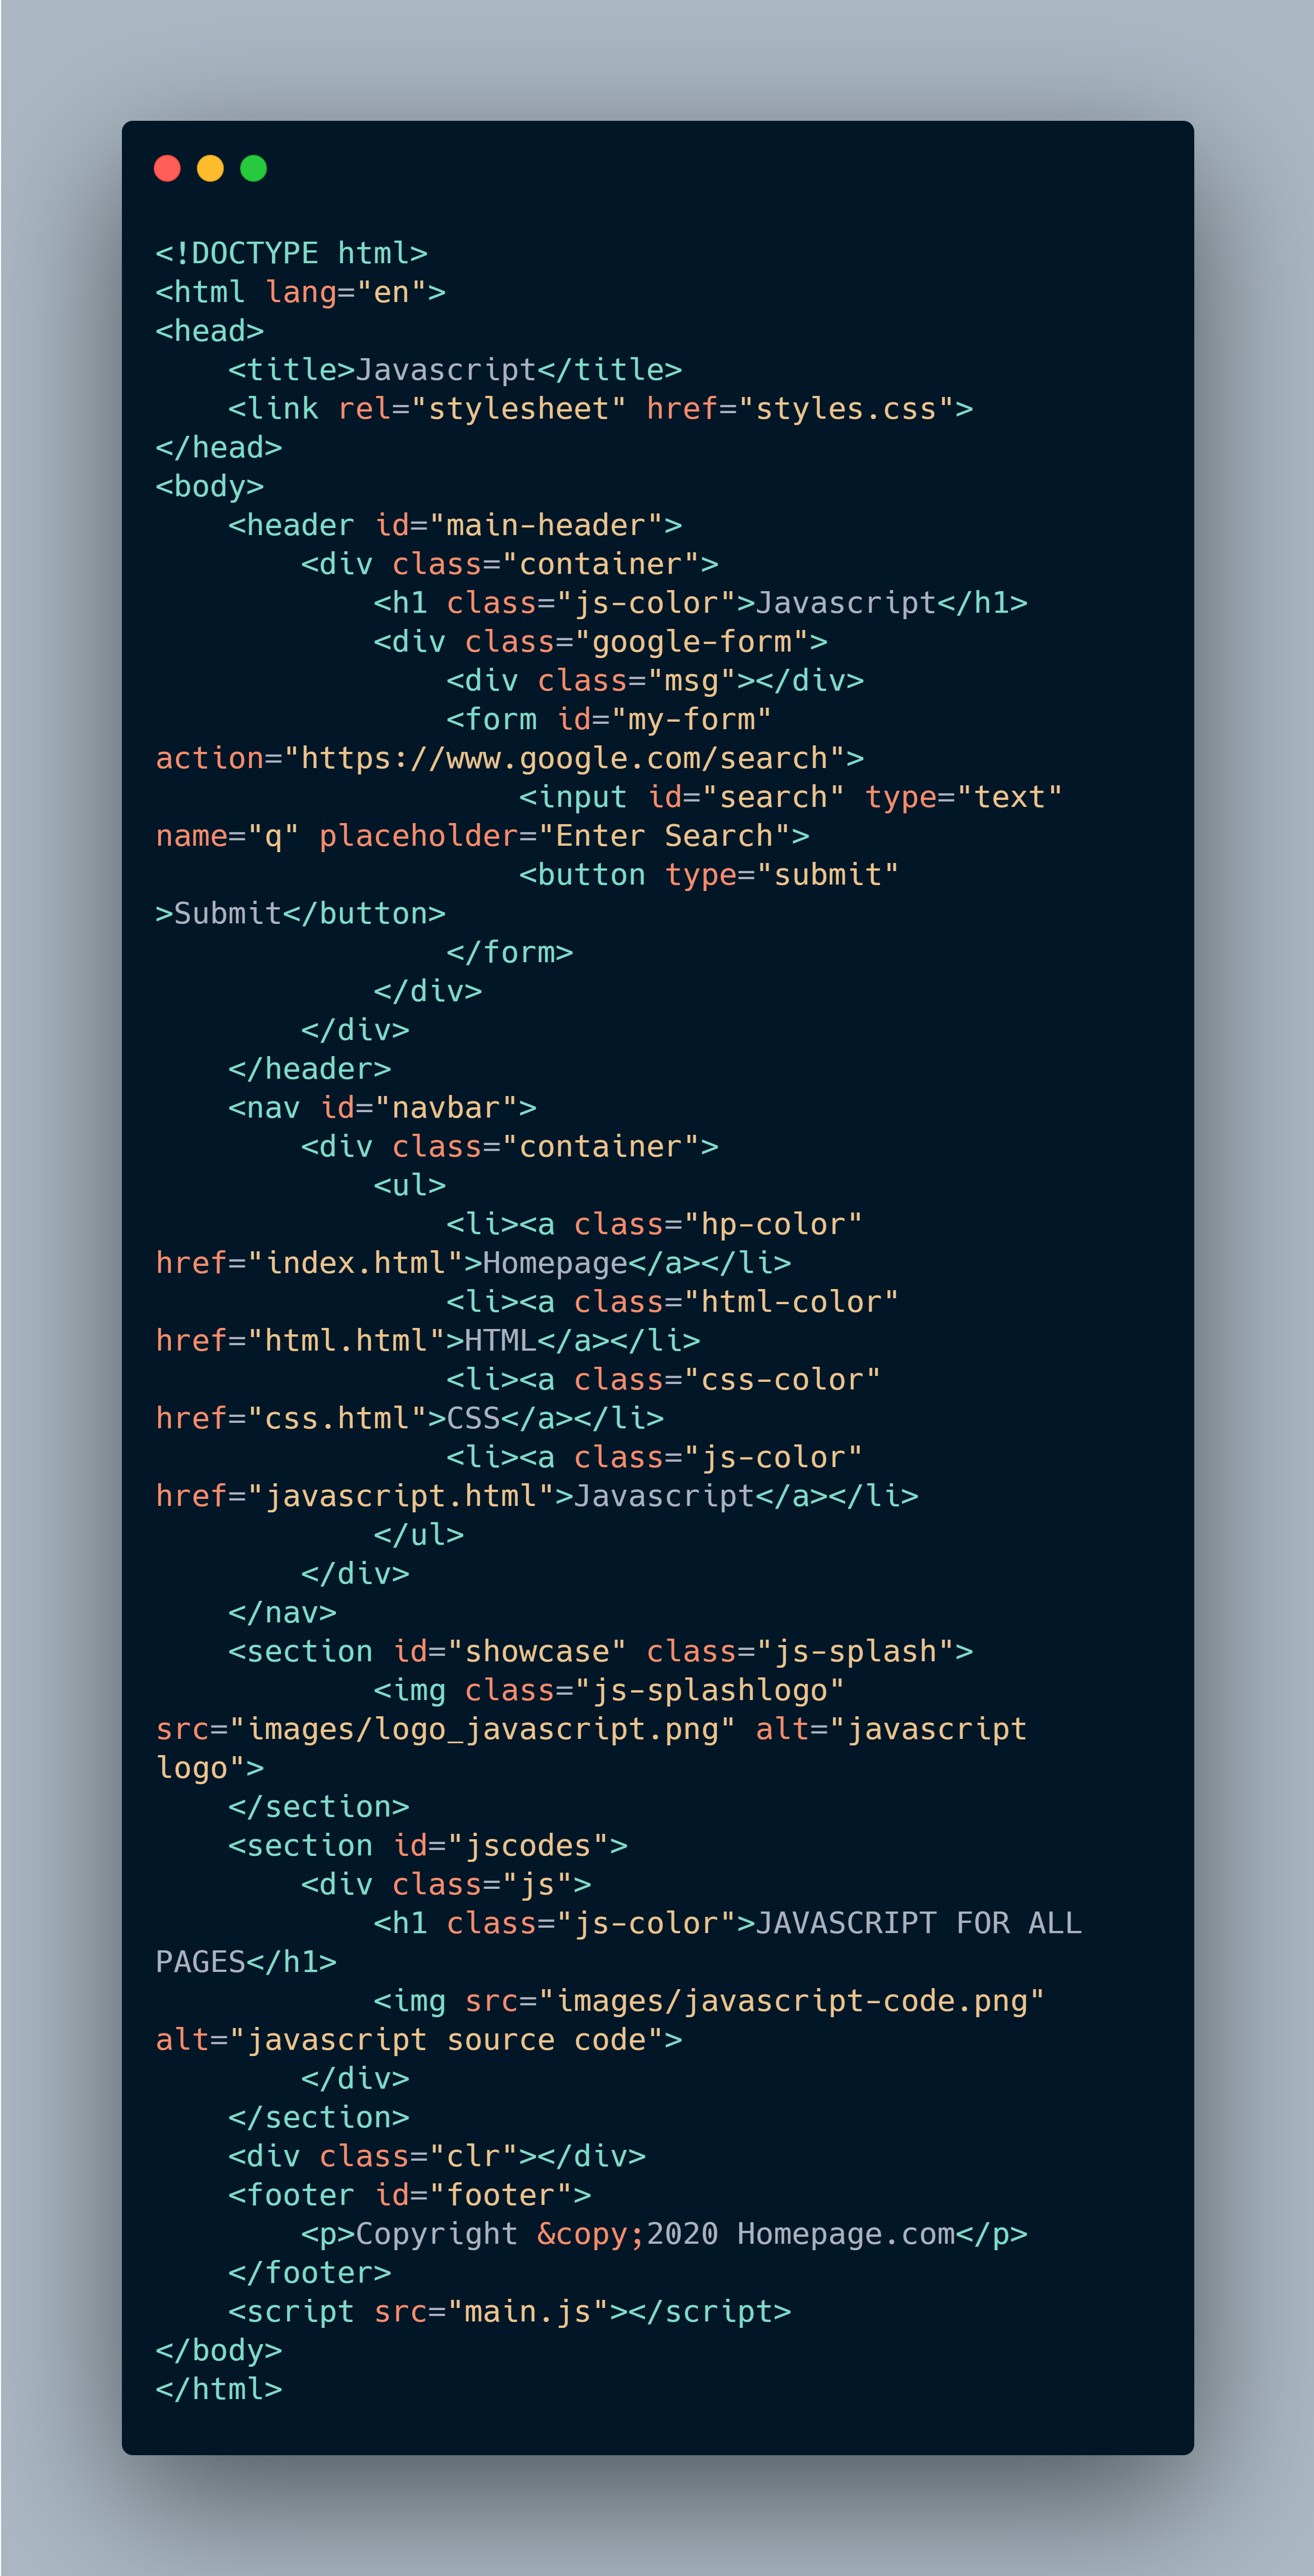 <!DOCTYPE html>
<html lang="en">
<head>
    <title>Javascript</title>
    <link rel="stylesheet" href="styles.css">
</head>
<body>
    <header id="main-header">
        <div class="container">
            <h1 class="js-color">Javascript</h1>
            <div class="google-form">
                <div class="msg"></div>
                <form id="my-form"
action="https://www.google.com/search">
                    <input id="search" type="text"
name="q" placeholder="Enter Search">
                    <button type="submit"
>Submit</button>
                </form>
            </div>
        </div>
    </header>
    <nav id="navbar">
        <div class="container">
            <ul>
                <li><a class="hp-color"
href="index.html">Homepage</a></li>
                <li><a class="html-color"
href="html.html">HTML</a></li>
                <li><a class="css-color"
href="css.html">CSS</a></li>
                <li><a class="js-color"
href="javascript.html">Javascript</a></li>
            </ul>
        </div>
    </nav>
    <section id="showcase" class="js-splash">
            <img class="js-splashlogo"
src="images/logo_javascript.png" alt="javascript
logo">
    </section>
    <section id="jscodes">
        <div class="js">
            <h1 class="js-color">JAVASCRIPT FOR ALL
PAGES</h1>
            <img src="images/javascript-code.png"
alt="javascript source code">
        </div>
    </section>
    <div class="clr"></div>
    <footer id="footer">
        <p>Copyright &copy;2020 Homepage.com</p>
    </footer>
    <script src="main.js"></script>
</body>
</html>